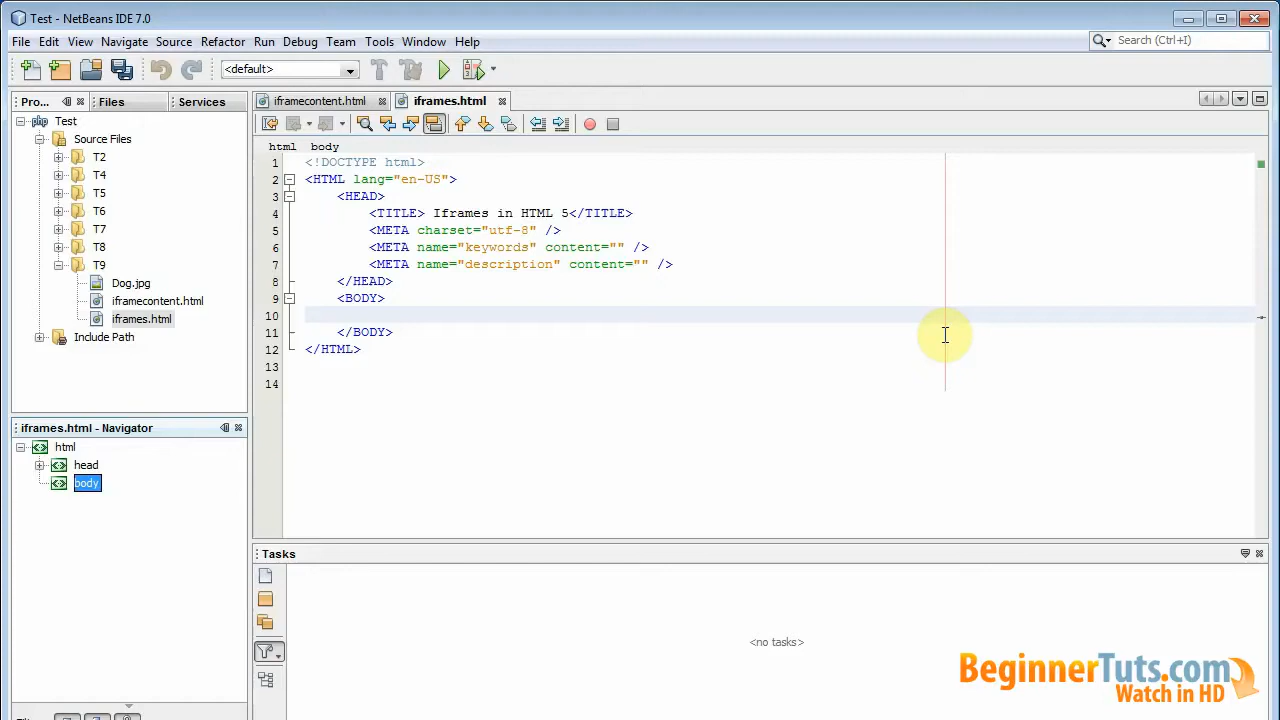 Test - NetBeans IDE 7.0
File Edit View Navigate Source Refactor Run Debug Team Tools Window Help
Search (Ctrl+I)
<default>
Pro... Files Services
iframecontent.html iframes.html
Test
Source Files
T2
T4
T5
T6
T7
T8
T9
Dog.jpg
iframecontent.html
iframes.html
Include Path
html body
1 <!DOCTYPE html>
2 <HTML lang="en-US">
3 <HEAD>
4 <TITLE> Iframes in HTML 5</TITLE>
5 <META charset="utf-8" />
6 <META name="keywords" content="" />
7 <META name="description" content="" />
8 </HEAD>
9 <BODY>
10
11 </BODY>
12 </HTML>
13
14
iframes.html - Navigator
html
head
body
Tasks
<no tasks>
BeginnerTuts.com
Watch in HD